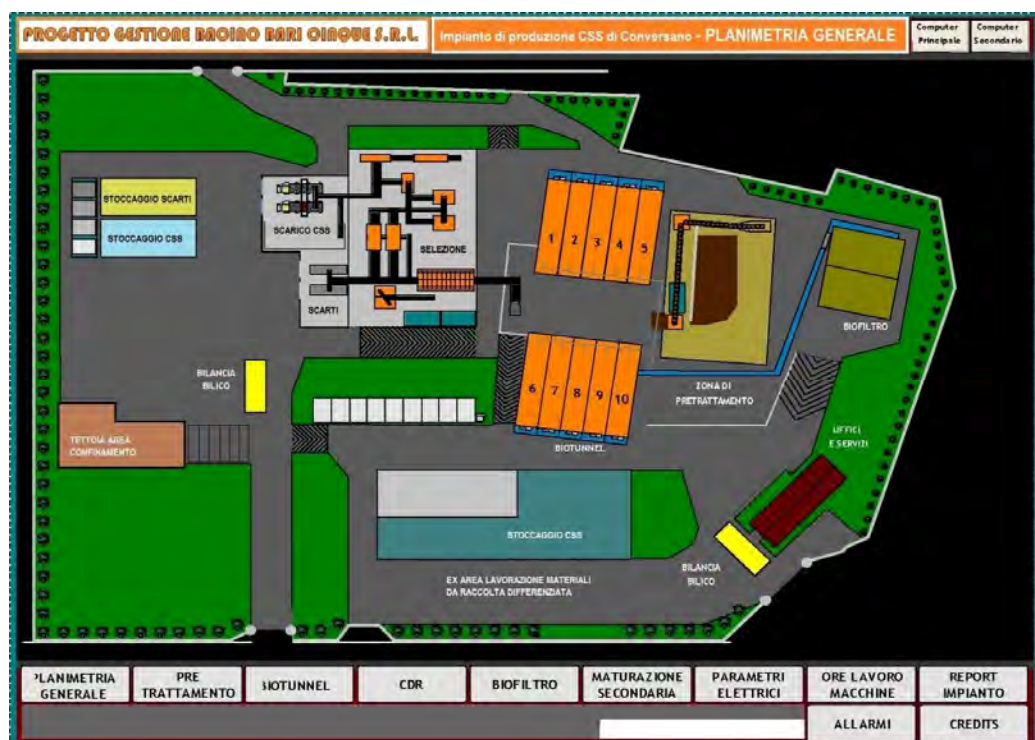 PROGETTO GESTIONE BACINO BARI CINQUE S.R.L.
Impianto di produzione CSS di Conversano - PLANIMETRIA GENERALE
Computer
Principale
Computer
Secondario
STOCCAGGIO SCARTI
STOCCAGGIO CSS
SCARICO CSS
SELEZIONE
SCARTI
1
2
3
4
5
BIOFILTRO
BILANCIA
BILICO
6
7
8
9
10
ZONA DI
PRETRATTAMENTO
TETTOIA AREA
CONFINAMENTO
BIOTUNNEL
UFFICI
E SERVIZI
STOCCAGGIO CSS
BILANCIA
BILICO
EX AREA LAVORAZIONE MATERIALI
DA RACCOLTA DIFFERENZIATA
PLANIMETRIA
GENERALE
PRE
TRATTAMENTO
BIOTUNNEL
CDR
BIOFILTRO
MATURAZIONE
SECONDARIA
PARAMETRI
ELETTRICI
ORE LAVORO
MACCHINE
REPORT
IMPIANTO
ALLARMI
CREDITS